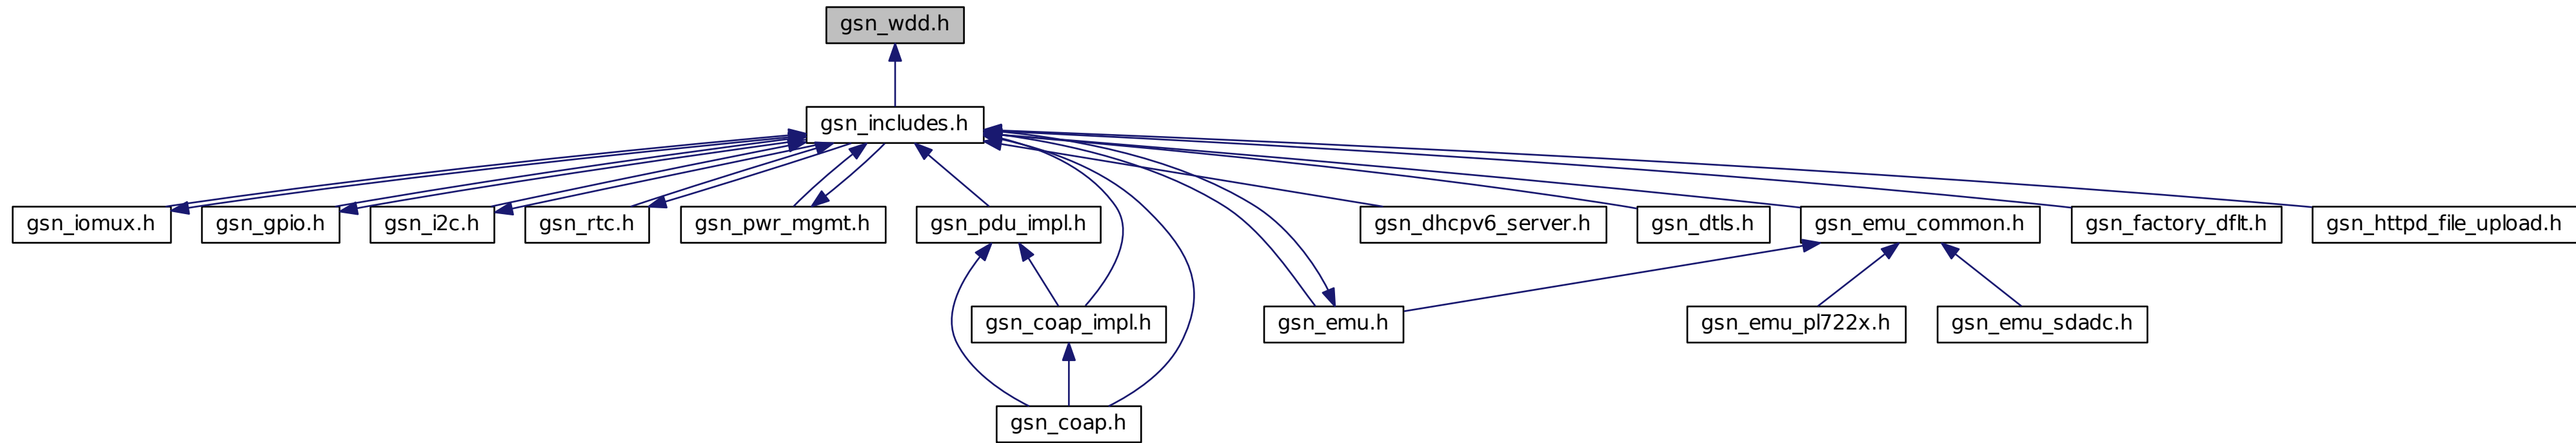 gsn_wdd.h
gsn_includes.h
gsn_iomux.h
gsn_gpio.h
gsn_i2c.h
gsn_rtc.h
gsn_pwr_mgmt.h
gsn_pdu_impl.h
gsn_dhcpv6_server.h
gsn_dtls.h
gsn_emu_common.h
gsn_factory_dflt.h
gsn_httpd_file_upload.h
gsn_coap_impl.h
gsn_emu.h
gsn_emu_pl722x.h
gsn_emu_sdadc.h
gsn_coap.h